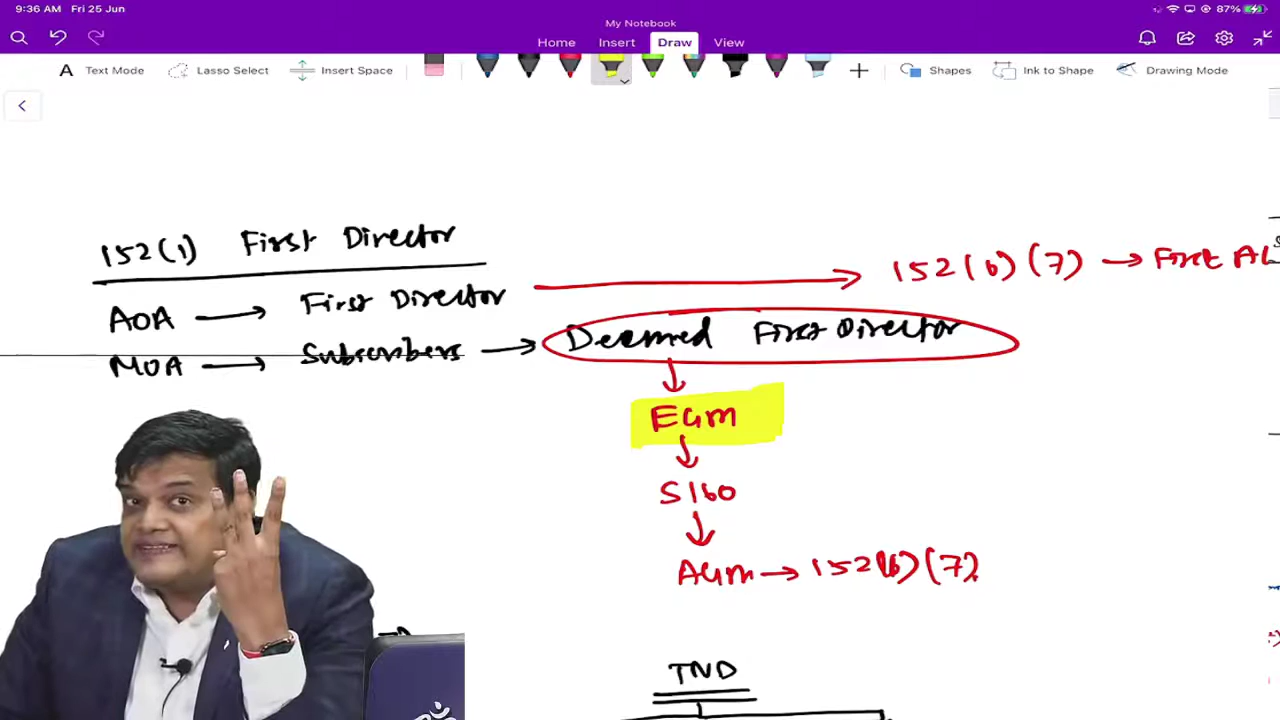 9:36 AM Fri 25 Jun
87%
My Notebook
Home Insert Draw View
A Text Mode Lasso Select Insert Space Shapes Ink to Shape Drawing Mode
152(1) First Director
AOA → First Director → 152(6)(7) → First AG
MOA → Subscribers → Deemed First Director
↓
EGM
↓
S160
↓
AGM → 152(6)(7)
TND